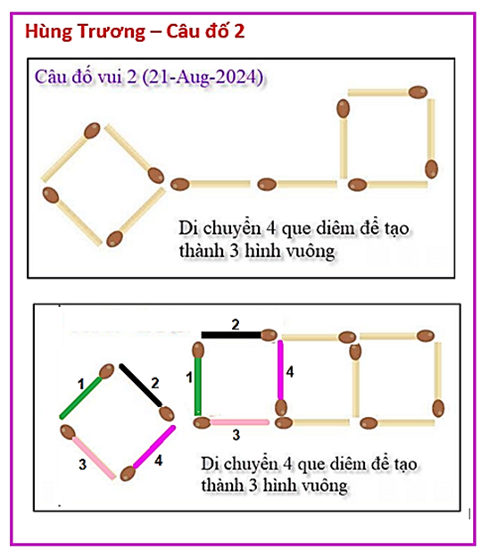 Hùng Trương – Câu đố 2
Câu đố vui 2 (21-Aug-2024)
Di chuyển 4 que diêm để tạo
thành 3 hình vuông
2
1
2
1
4
3
3
4
Di chuyển 4 que diêm để tạo
thành 3 hình vuông